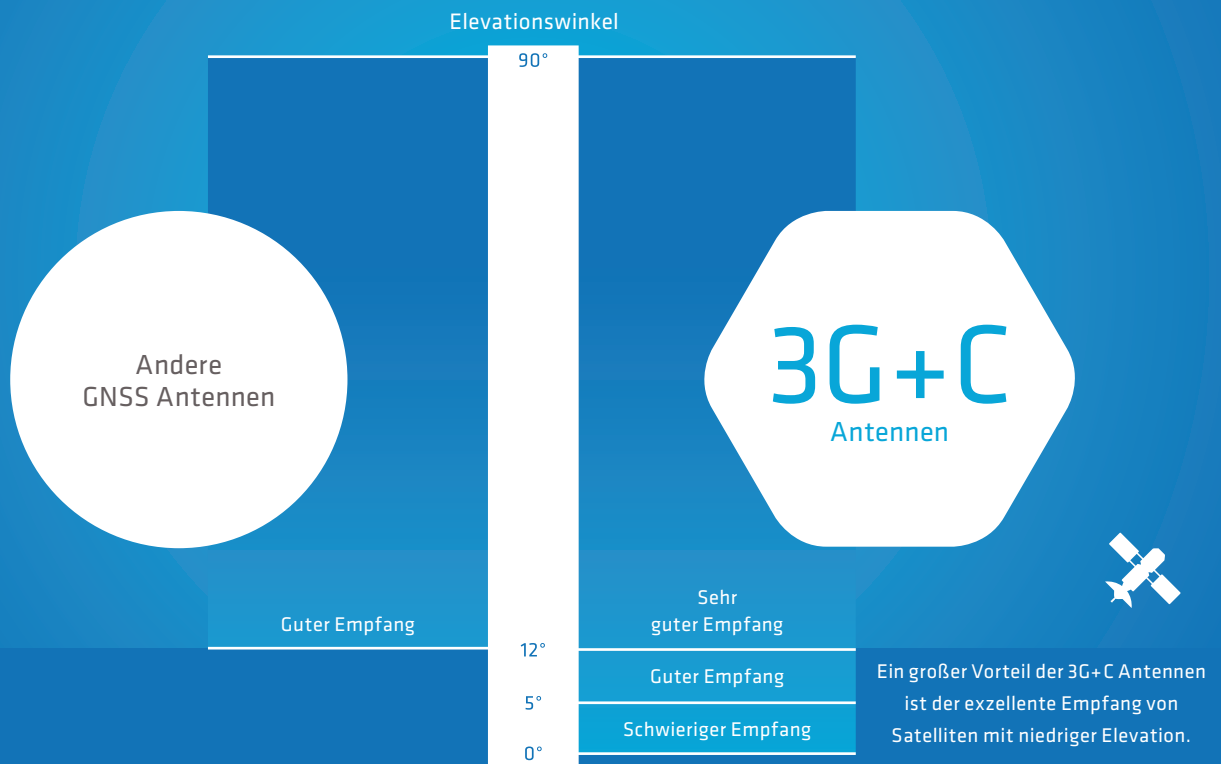 Elevationswinkel
90°
Andere
GNSS Antennen
3G+C
Antennen
Guter Empfang
Sehr
guter Empfang
12°
Guter Empfang
5°
Schwieriger Empfang
0°
Ein großer Vorteil der 3G+C Antennen
ist der exzellente Empfang von
Satelliten mit niedriger Elevation.